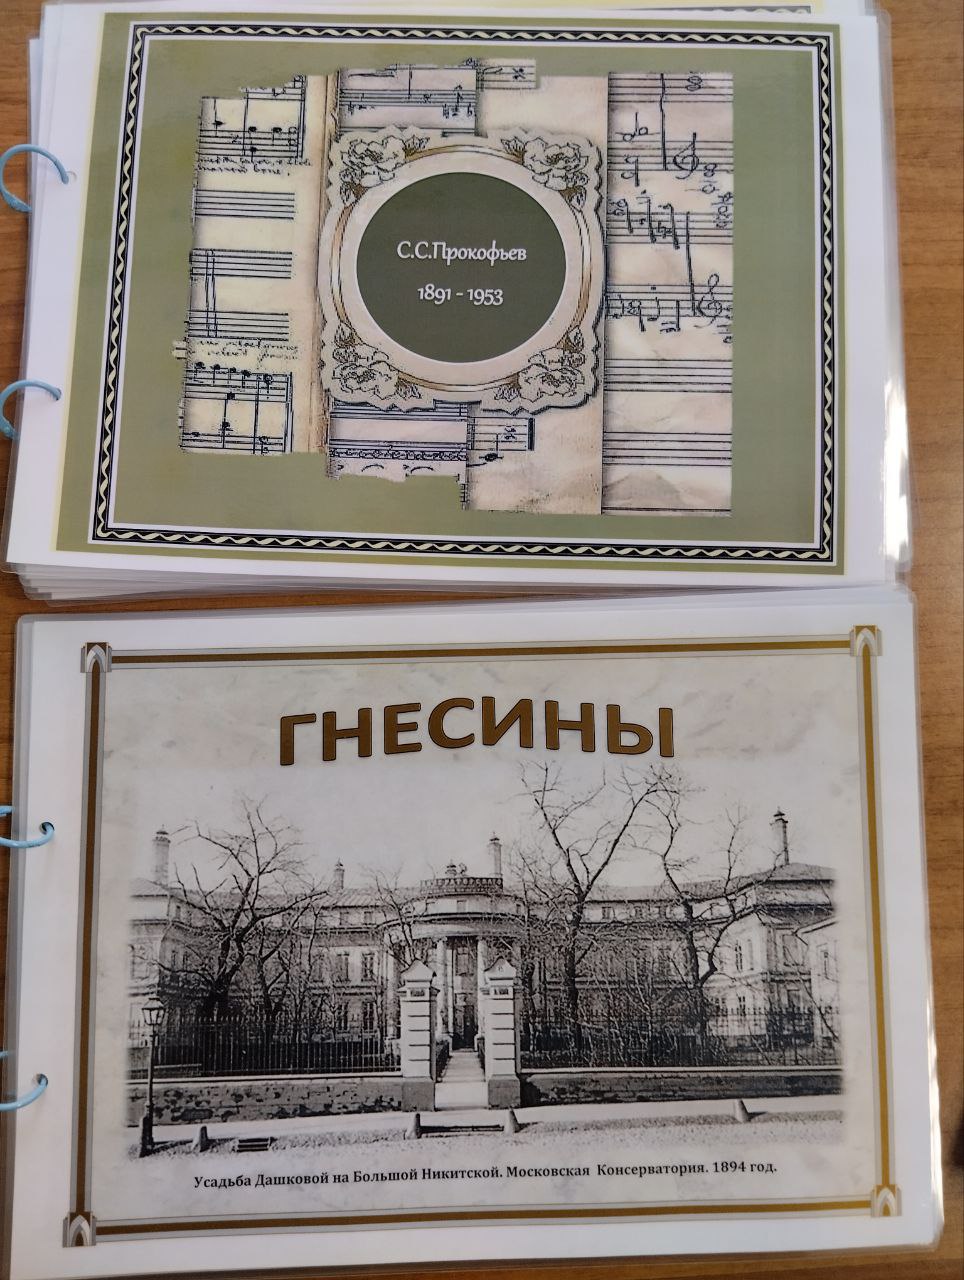 С.С.Прокофьев
1891 - 1953
ГНЕСИНЫ
Усадьба Дашковой на Большой Никитской. Московская Консерватория. 1894 год.